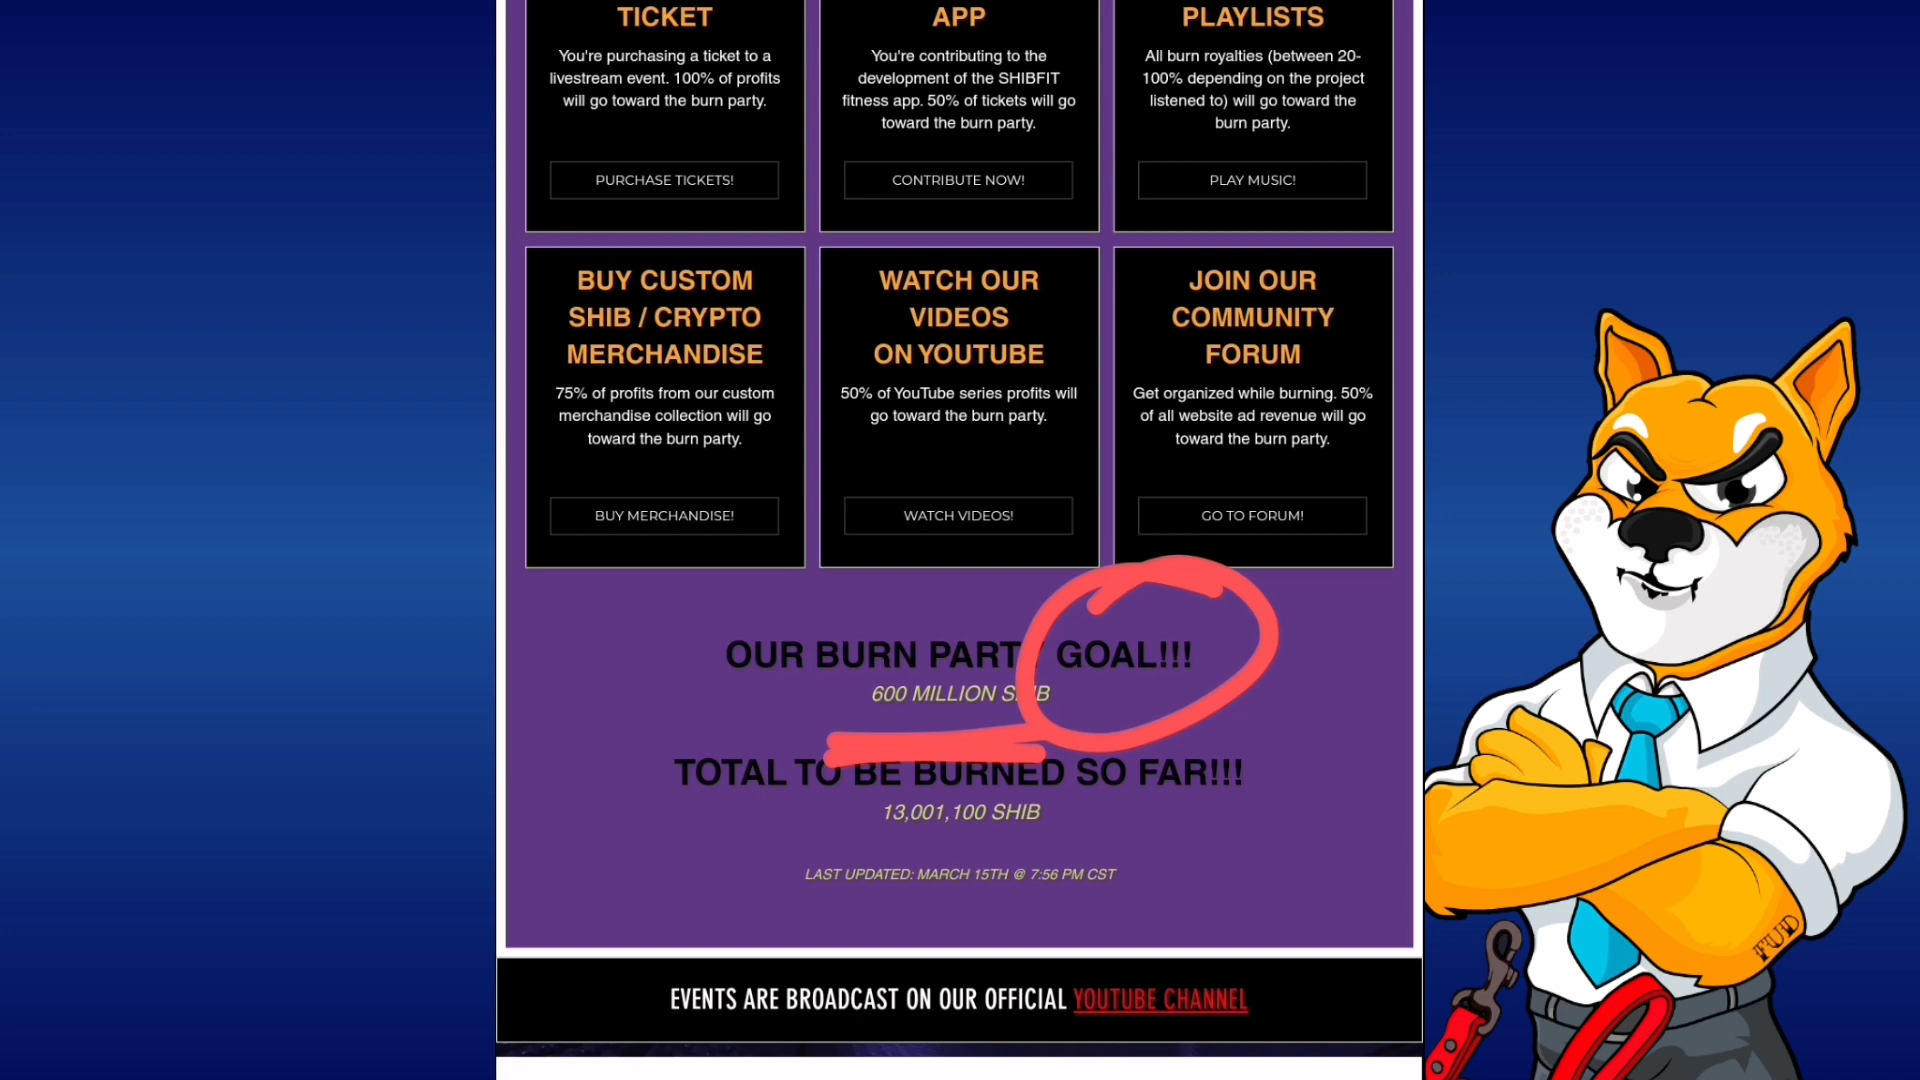 TICKET
You're purchasing a ticket to a
livestream event. 100% of profits
will go toward the burn party.
PURCHASE TICKETS!
APP
You're contributing to the
development of the SHIBFIT
fitness app. 50% of tickets will go
toward the burn party.
CONTRIBUTE NOW!
PLAYLISTS
All burn royalties (between 20-
100% depending on the project
listened to) will go toward the
burn party.
PLAY MUSIC!
BUY CUSTOM
SHIB / CRYPTO
MERCHANDISE
75% of profits from our custom
merchandise collection will go
toward the burn party.
BUY MERCHANDISE!
WATCH OUR
VIDEOS
ON YOUTUBE
50% of YouTube series profits will
go toward the burn party.
WATCH VIDEOS!
JOIN OUR
COMMUNITY
FORUM
Get organized while burning. 50%
of all website ad revenue will go
toward the burn party.
GO TO FORUM!
OUR BURN PARTY GOAL!!!
600 MILLION SHIB
TOTAL TO BE BURNED SO FAR!!!
13,001,100 SHIB
LAST UPDATED: MARCH 15TH @ 7:56 PM CST
EVENTS ARE BROADCAST ON OUR OFFICIAL YOUTUBE CHANNEL
FUD